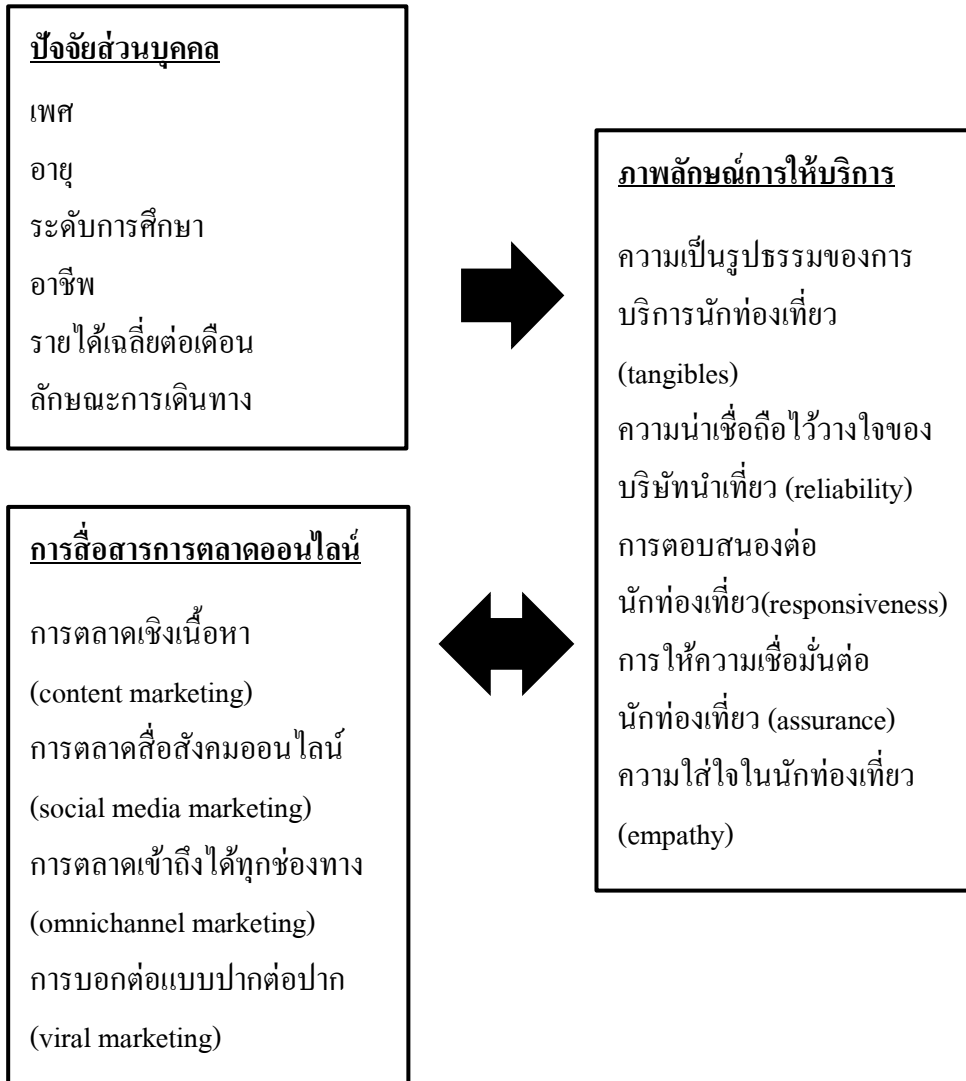 ปัจจัยส่วนบุคคล
เพศ
อายุ
ระดับการศึกษา
อาชีพ
รายได้เฉลี่ยต่อเดือน
ลักษณะการเดินทาง
การสื่อสารการตลาดออนไลน์
การตลาดเชิงเนื้อหา
(content marketing)
การตลาดสื่อสังคมออนไลน์
(social media marketing)
การตลาดเข้าถึงได้ทุกช่องทาง
(omnichannel marketing)
การบอกต่อแบบปากต่อปาก
(viral marketing)
ภาพลักษณ์การให้บริการ
ความเป็นรูปธรรมของการ
บริการนักท่องเที่ยว
(tangibles)
ความน่าเชื่อถือไว้วางใจของ
บริษัทนำเที่ยว (reliability)
การตอบสนองต่อ
นักท่องเที่ยว(responsiveness)
การให้ความเชื่อมั่นต่อ
นักท่องเที่ยว (assurance)
ความใส่ใจในนักท่องเที่ยว
(empathy)